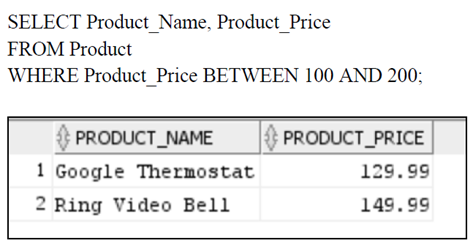 SELECT Product_Name, Product_Price
FROM Product
WHERE Product_Price BETWEEN 100 AND 200;
PRODUCT_NAME PRODUCT_PRICE
1 Google Thermostat 129.99
2 Ring Video Bell 149.99